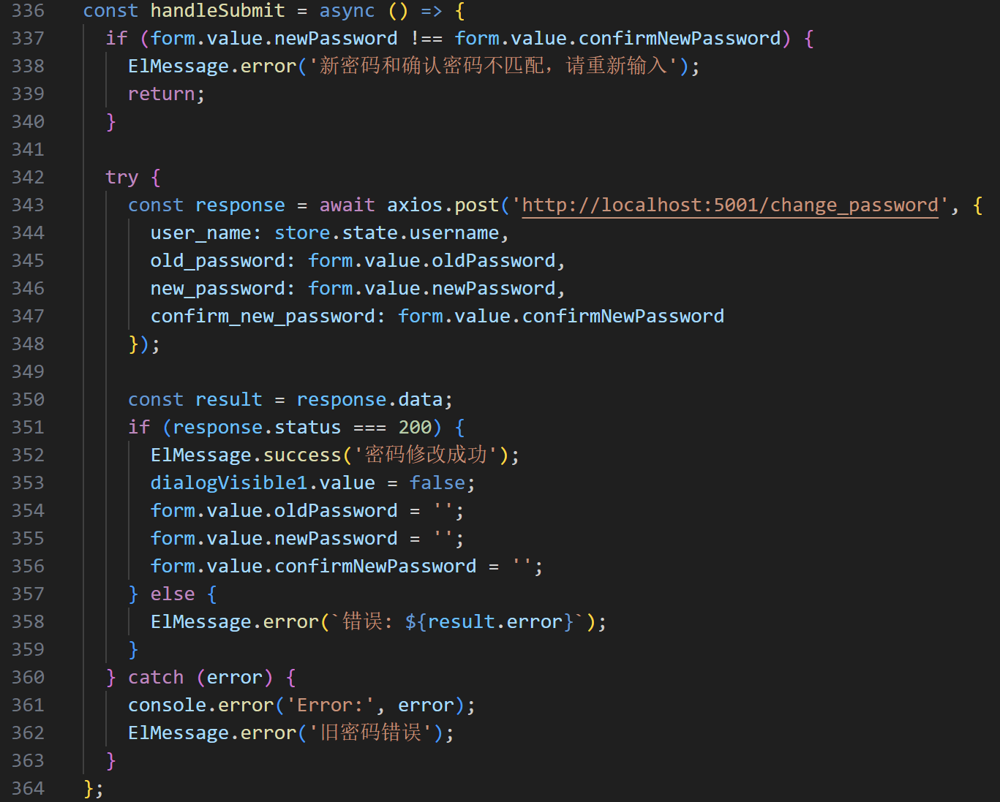 336 const handleSubmit = async () => {
337 if (form.value.newPassword !== form.value.confirmNewPassword) {
338 ElMessage.error('新密码和确认密码不匹配，请重新输入');
339 return;
340 }
341
342 try {
343 const response = await axios.post('http://localhost:5001/change_password', {
344 user_name: store.state.username,
345 old_password: form.value.oldPassword,
346 new_password: form.value.newPassword,
347 confirm_new_password: form.value.confirmNewPassword
348 });
349
350 const result = response.data;
351 if (response.status === 200) {
352 ElMessage.success('密码修改成功');
353 dialogVisible1.value = false;
354 form.value.oldPassword = '';
355 form.value.newPassword = '';
356 form.value.confirmNewPassword = '';
357 } else {
358 ElMessage.error(`错误: ${result.error}`);
359 }
360 } catch (error) {
361 console.error('Error:', error);
362 ElMessage.error('旧密码错误');
363 }
364 };